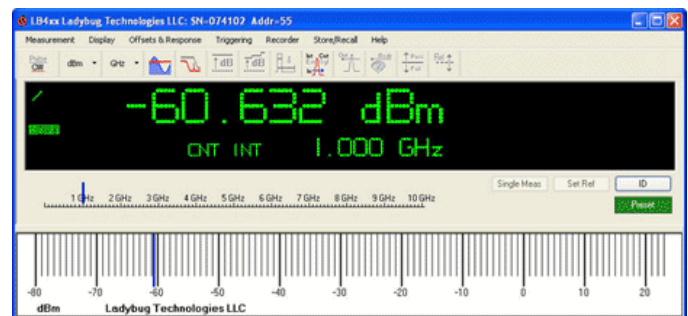 LB4xx Ladybug Technologies LLC: SN-074102 Addr-55
Measurement Display Offsets & Response Triggering Recorder Store/Recall Help
dBm GHz
-60.632 dBm
CNT INT 1.000 GHz
Single Meas Set Ref ID
1 GHz 2 GHz 3 GHz 4 GHz 5 GHz 6 GHz 7 GHz 8 GHz 9 GHz 10 GHz
Preset
-80 -70 -60 -50 -40 -30 -20 -10 0 10 20
dBm Ladybug Technologies LLC